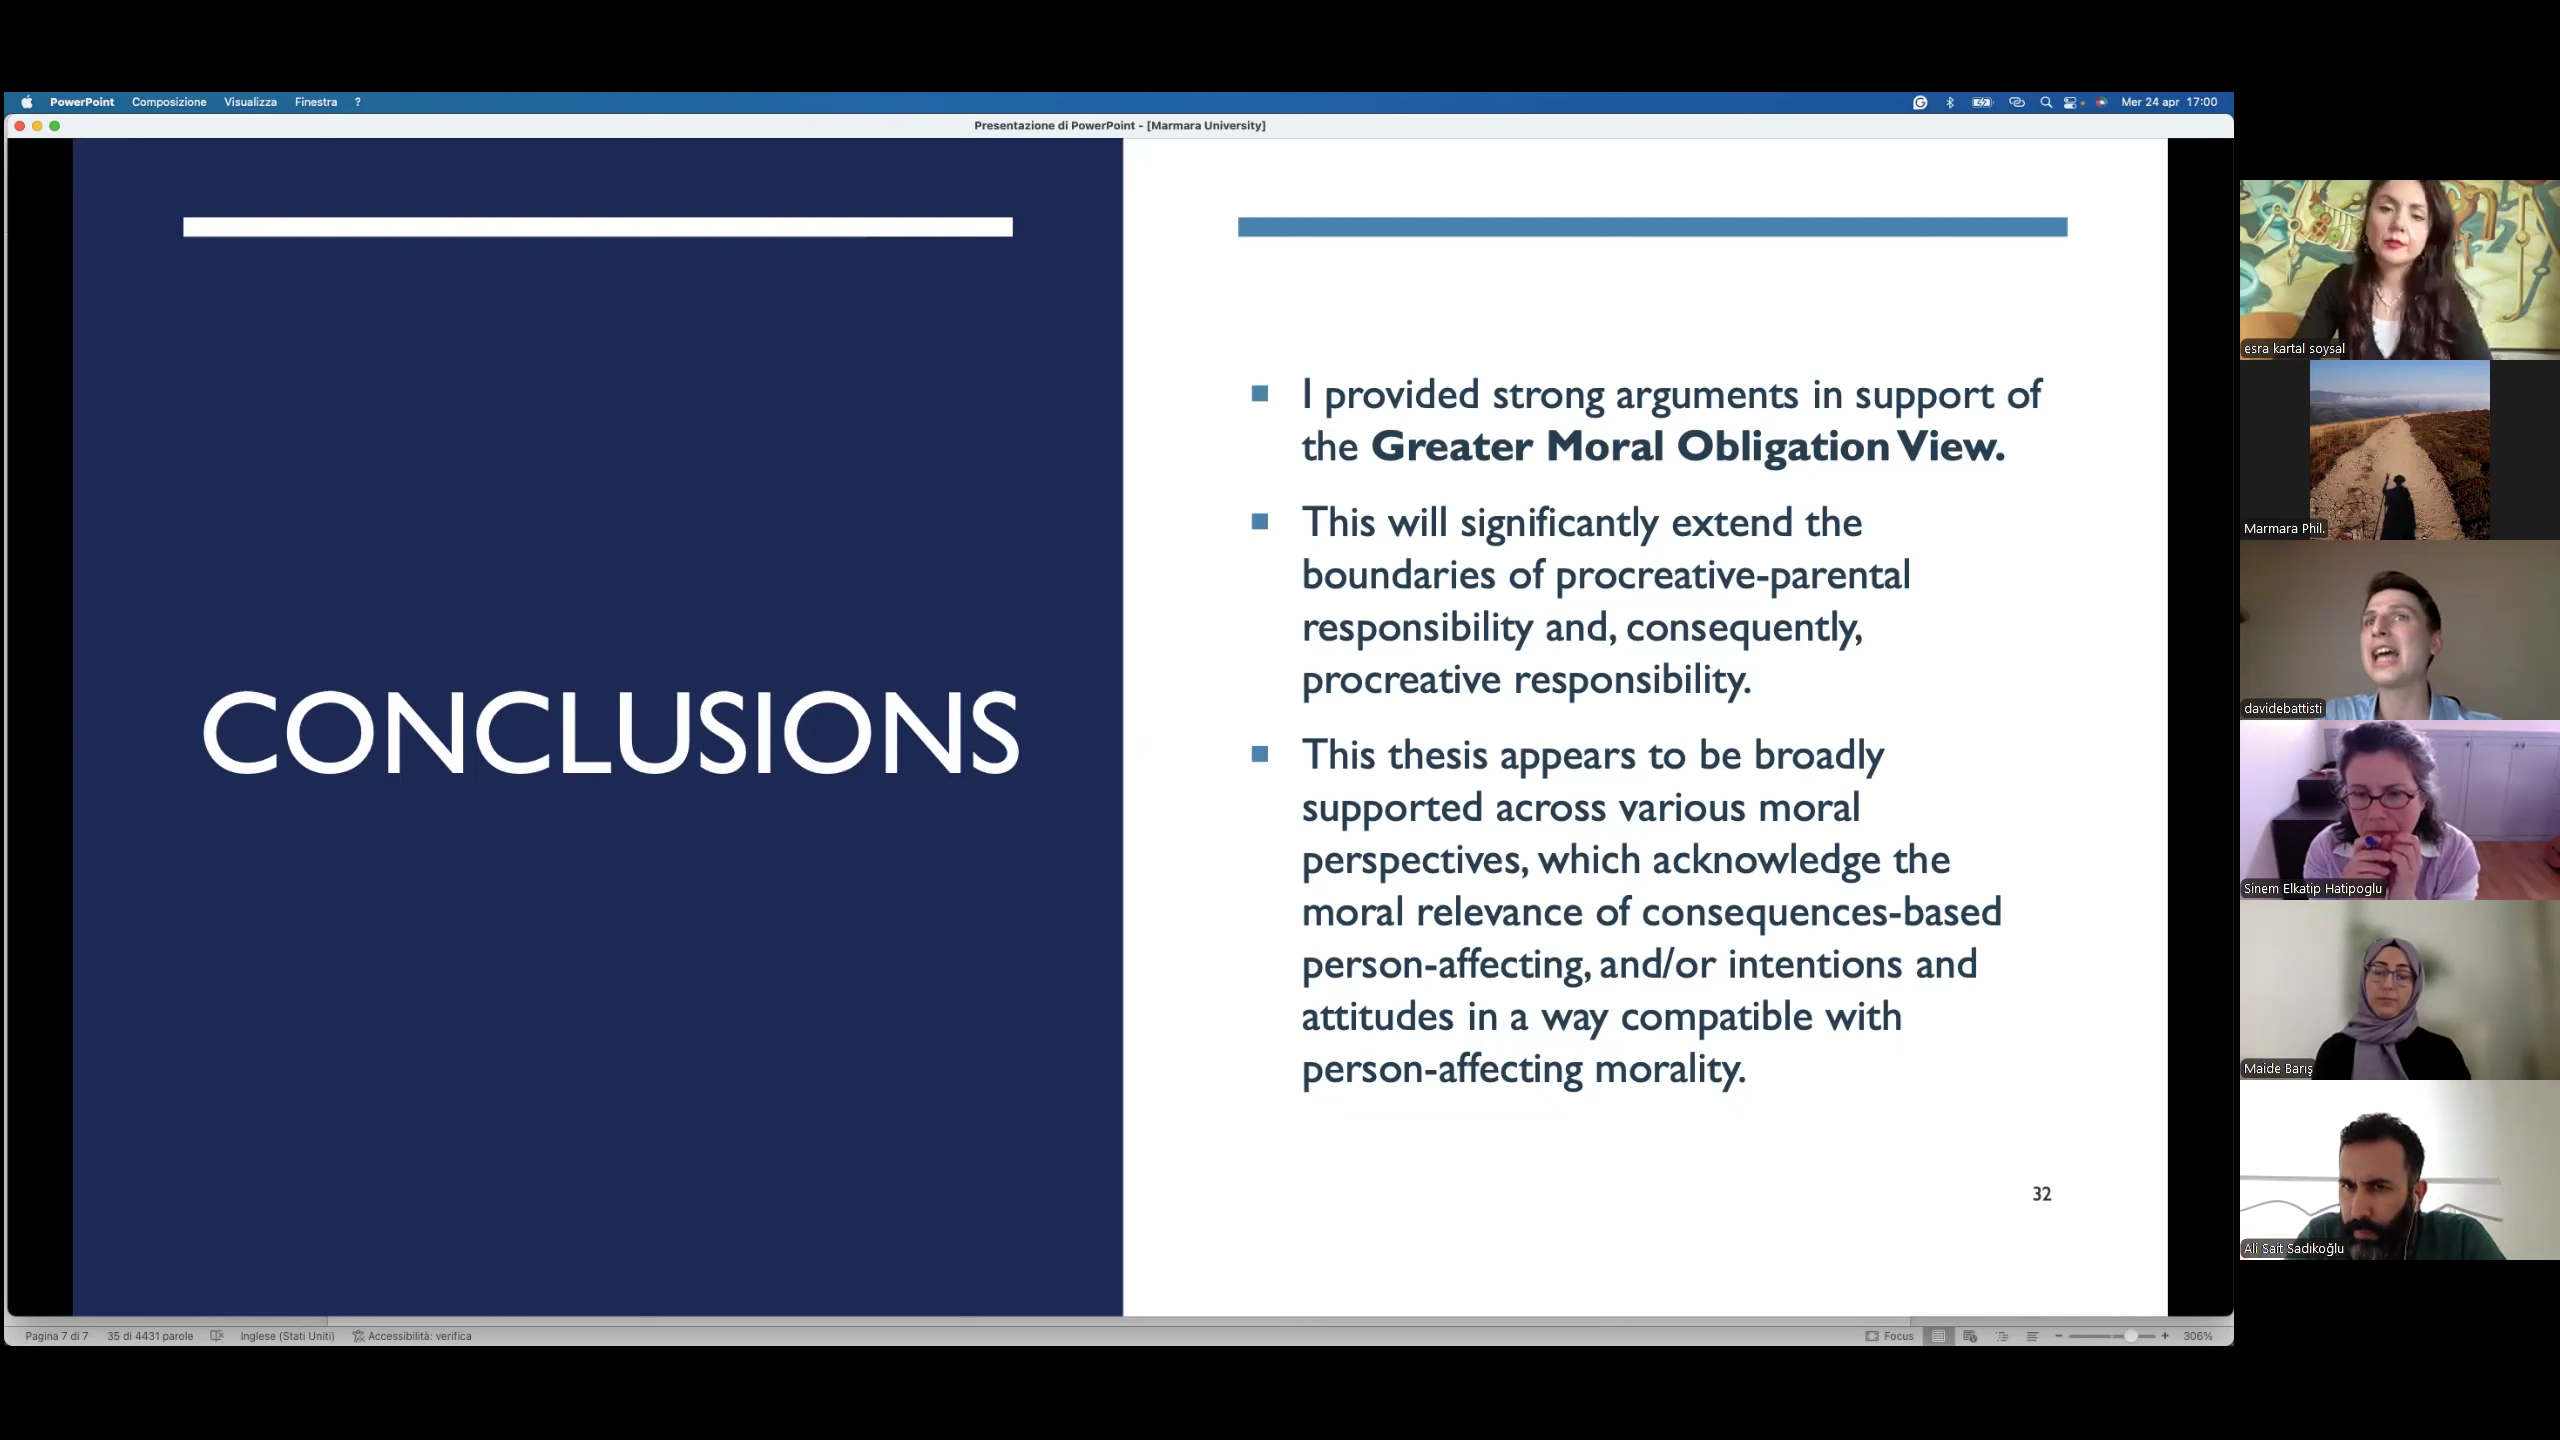 PowerPoint Composizione Visualizza Finestra ?
Mer 24 apr 17:00
Presentazione di PowerPoint - [Marmara University]
CONCLUSIONS
I provided strong arguments in support of
the Greater Moral Obligation View.
This will significantly extend the
boundaries of procreative-parental
responsibility and, consequently,
procreative responsibility.
This thesis appears to be broadly
supported across various moral
perspectives, which acknowledge the
moral relevance of consequences-based
person-affecting, and/or intentions and
attitudes in a way compatible with
person-affecting morality.
32
Pagina 7 di 7 35 di 4431 parole Inglese (Stati Uniti) Accessibilità: verifica
Focus
306%
esra kartal soysal
Marmara Phil.
davidebattisti
Sinem Elkatip Hatipoglu
Maide Barış
Ali Sait Sadıkoğlu